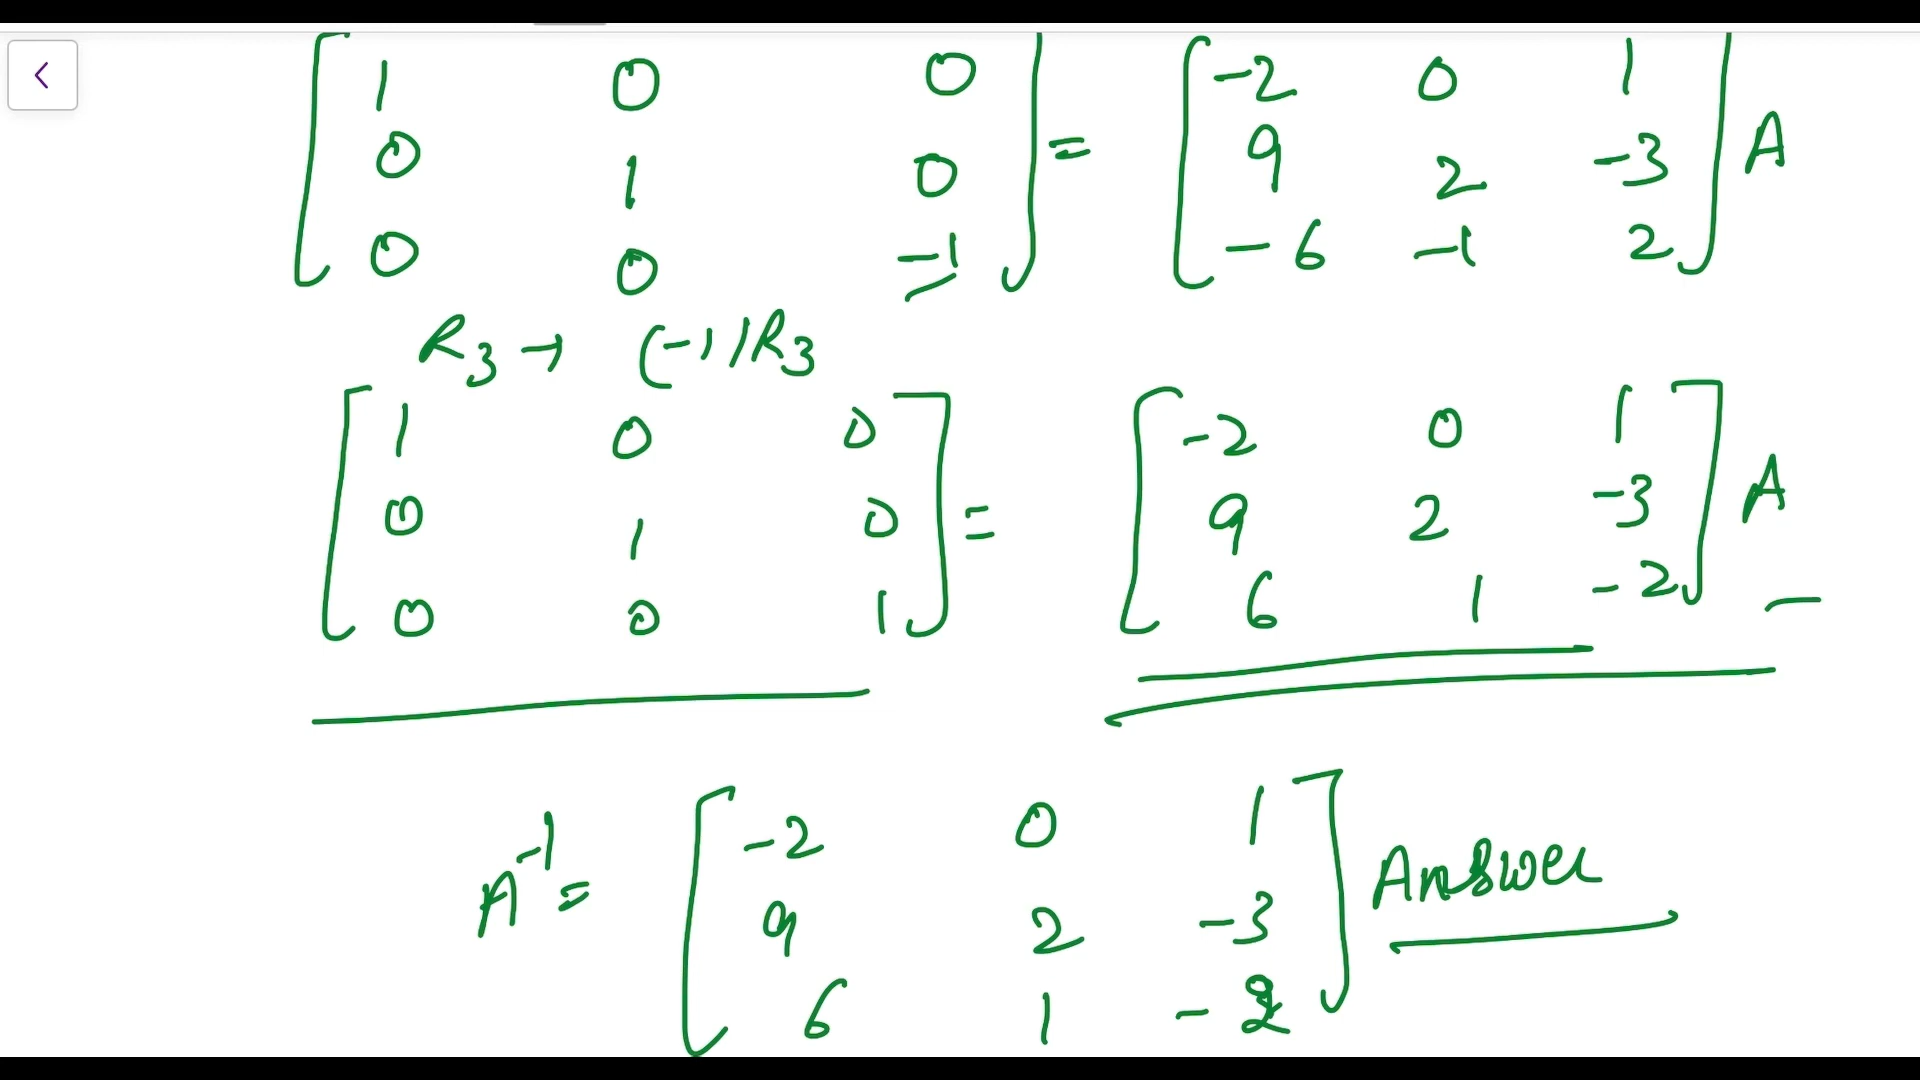 [1 0 0 = [-2 0 1
0 1 0 9 2 -3 A
0 0 -1] -6 -1 2]
R3 → (-1) R3
[1 0 0 = [-2 0 1
0 1 0 9 2 -3 A
0 0 1] 6 1 -2]
A^-1 = [-2 0 1
9 2 -3 Answer
6 1 -2]